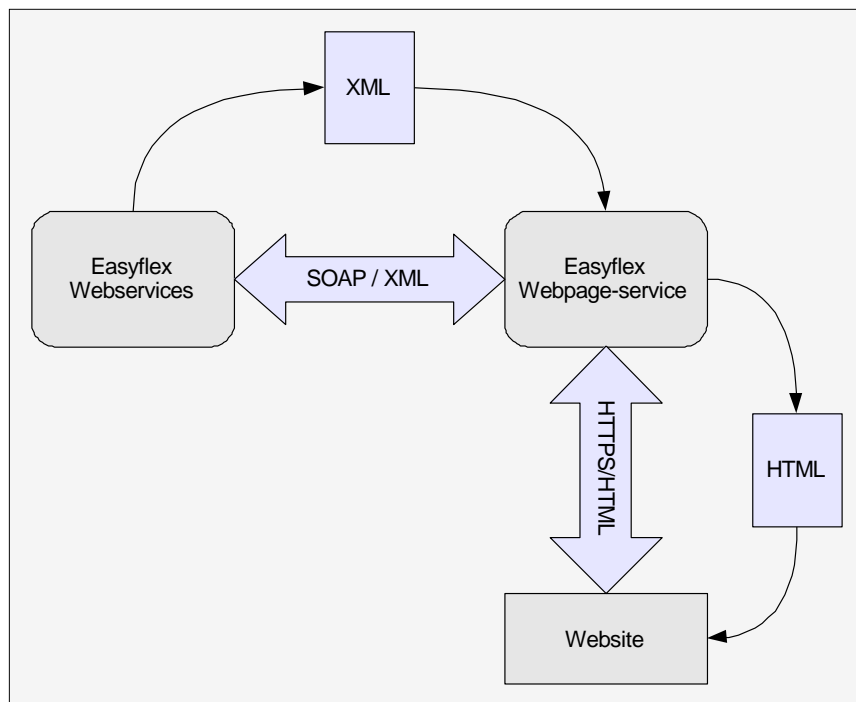 XML
Easyflex
Webservices
SOAP / XML
Easyflex
Webpage-service
HTTPS/HTML
HTML
Website